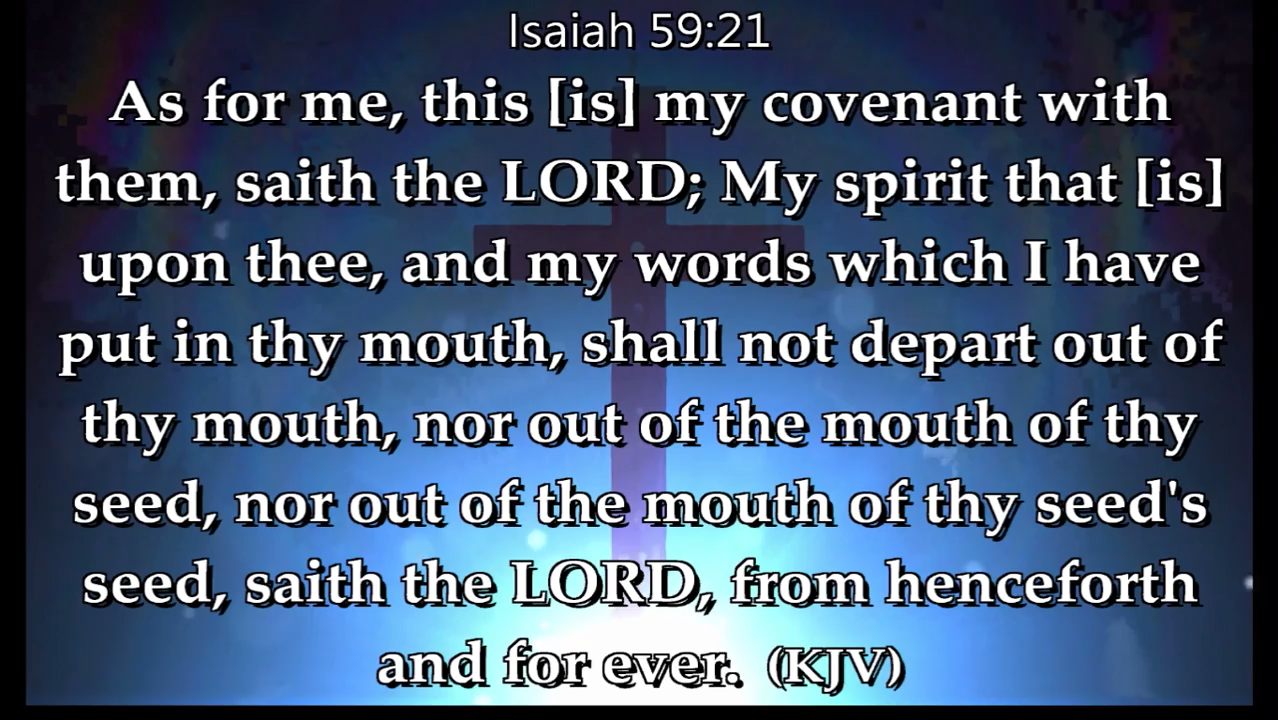 Isaiah 59:21
As for me, this [is] my covenant with
them, saith the LORD; My spirit that [is]
upon thee, and my words which I have
put in thy mouth, shall not depart out of
thy mouth, nor out of the mouth of thy
seed, nor out of the mouth of thy seed's
seed, saith the LORD, from henceforth
and for ever. (KJV)